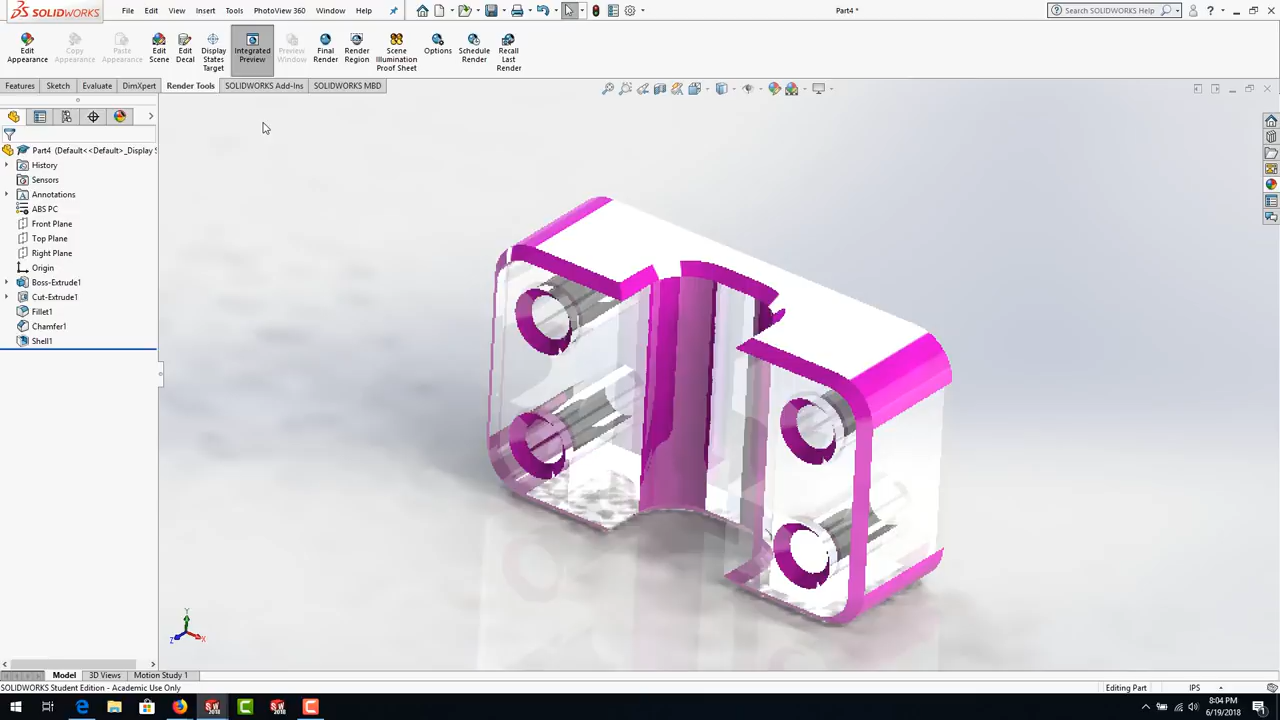 SOLIDWORKS File Edit View Insert Tools PhotoView 360 Window Help Part4 * Search SOLIDWORKS Help
Edit Appearance
Copy Appearance
Paste Appearance
Edit Scene
Edit Decal
Display States Target
Integrated Preview
Preview Window
Final Render
Render Region
Scene Illumination Proof Sheet
Options
Schedule Render
Recall Last Render
Features Sketch Evaluate DimXpert Render Tools SOLIDWORKS Add-Ins SOLIDWORKS MBD
Part4 (Default<<Default>_Display S
History
Sensors
Annotations
ABS PC
Front Plane
Top Plane
Right Plane
Origin
Boss-Extrude1
Cut-Extrude1
Fillet1
Chamfer1
Shell1
Y
Z X
Model 3D Views Motion Study 1
SOLIDWORKS Student Edition - Academic Use Only Editing Part IPS
8:04 PM
6/19/2018